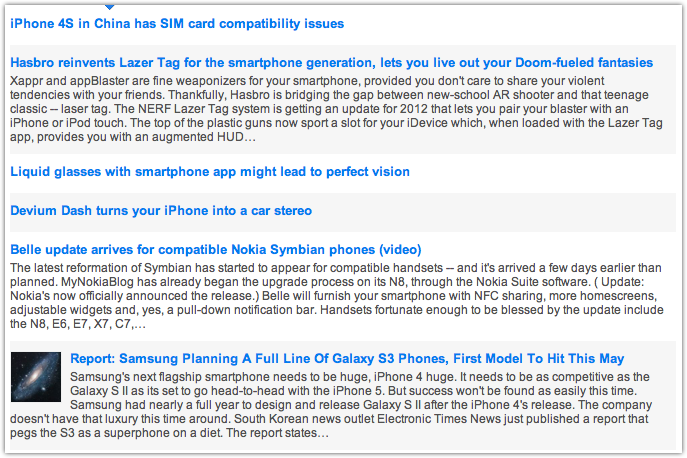 iPhone 4S in China has SIM card compatibility issues
Hasbro reinvents Lazer Tag for the smartphone generation, lets you live out your Doom-fueled fantasies
Xappr and appBlaster are fine weaponizers for your smartphone, provided you don't care to share your violent
tendencies with your friends. Thankfully, Hasbro is bridging the gap between new-school AR shooter and that teenage
classic -- laser tag. The NERF Lazer Tag system is getting an update for 2012 that lets you pair your blaster with an
iPhone or iPod touch. The top of the plastic guns now sport a slot for your iDevice which, when loaded with the Lazer Tag
app, provides you with an augmented HUD…
Liquid glasses with smartphone app might lead to perfect vision
Devium Dash turns your iPhone into a car stereo
Belle update arrives for compatible Nokia Symbian phones (video)
The latest reformation of Symbian has started to appear for compatible handsets -- and it's arrived a few days earlier than
planned. MyNokiaBlog has already began the upgrade process on its N8, through the Nokia Suite software. ( Update:
Nokia's now officially announced the release.) Belle will furnish your smartphone with NFC sharing, more homescreens,
adjustable widgets and, yes, a pull-down notification bar. Handsets fortunate enough to be blessed by the update include
the N8, E6, E7, X7, C7,…
Report: Samsung Planning A Full Line Of Galaxy S3 Phones, First Model To Hit This May
Samsung's next flagship smartphone needs to be huge, iPhone 4 huge. It needs to be as competitive as the
Galaxy S II as its set to go head-to-head with the iPhone 5. But success won't be found as easily this time.
Samsung had nearly a full year to design and release Galaxy S II after the iPhone 4's release. The company
doesn't have that luxury this time around. South Korean news outlet Electronic Times News just published a report that
pegs the S3 as a superphone on a diet. The report states…